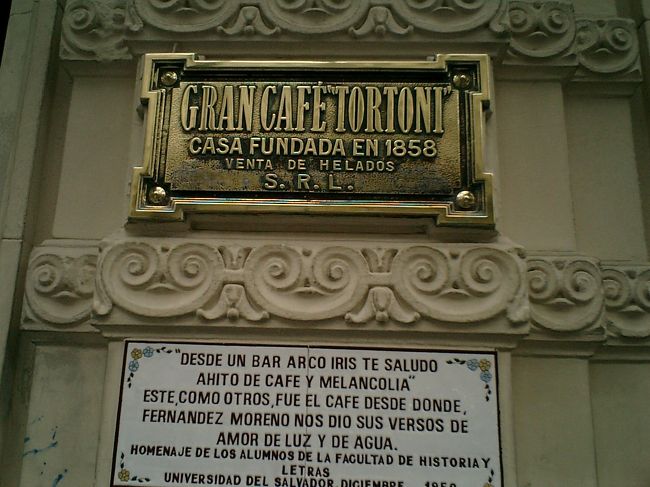 GRAN CAFÉ "TORTONI"
CASA FUNDADA EN 1858
VENTA DE HELADOS
S. R. L.
"DESDE UN BAR ARCO IRIS TE SALUDO
AHITO DE CAFE Y MELANCOLIA"
ESTE, COMO OTROS, FUE EL CAFE DESDE DONDE,
FERNANDEZ MORENO NOS DIO SUS VERSOS DE
AMOR DE LUZ Y DE AGUA.
HOMENAJE DE LOS ALUMNOS DE LA FACULTAD DE HISTORIA Y
LETRAS
UNIVERSIDAD DEL SALVADOR, DICIEMBRE